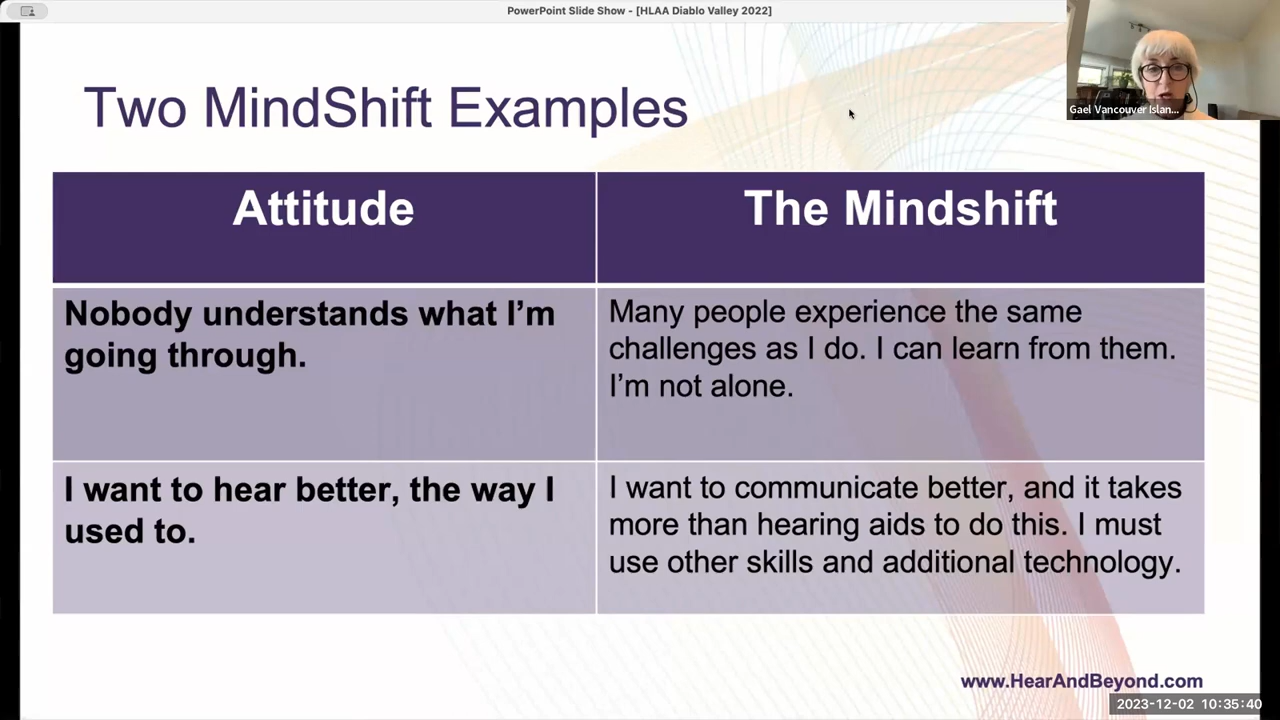 PowerPoint Slide Show - [HLAA Diablo Valley 2022]
Gael Vancouver Islan...
Two MindShift Examples
Attitude
The Mindshift
Nobody understands what I’m
going through.
Many people experience the same
challenges as I do. I can learn from them.
I’m not alone.
I want to hear better, the way I
used to.
I want to communicate better, and it takes
more than hearing aids to do this. I must
use other skills and additional technology.
www.HearAndBeyond.com
2023-12-02 10:35:40